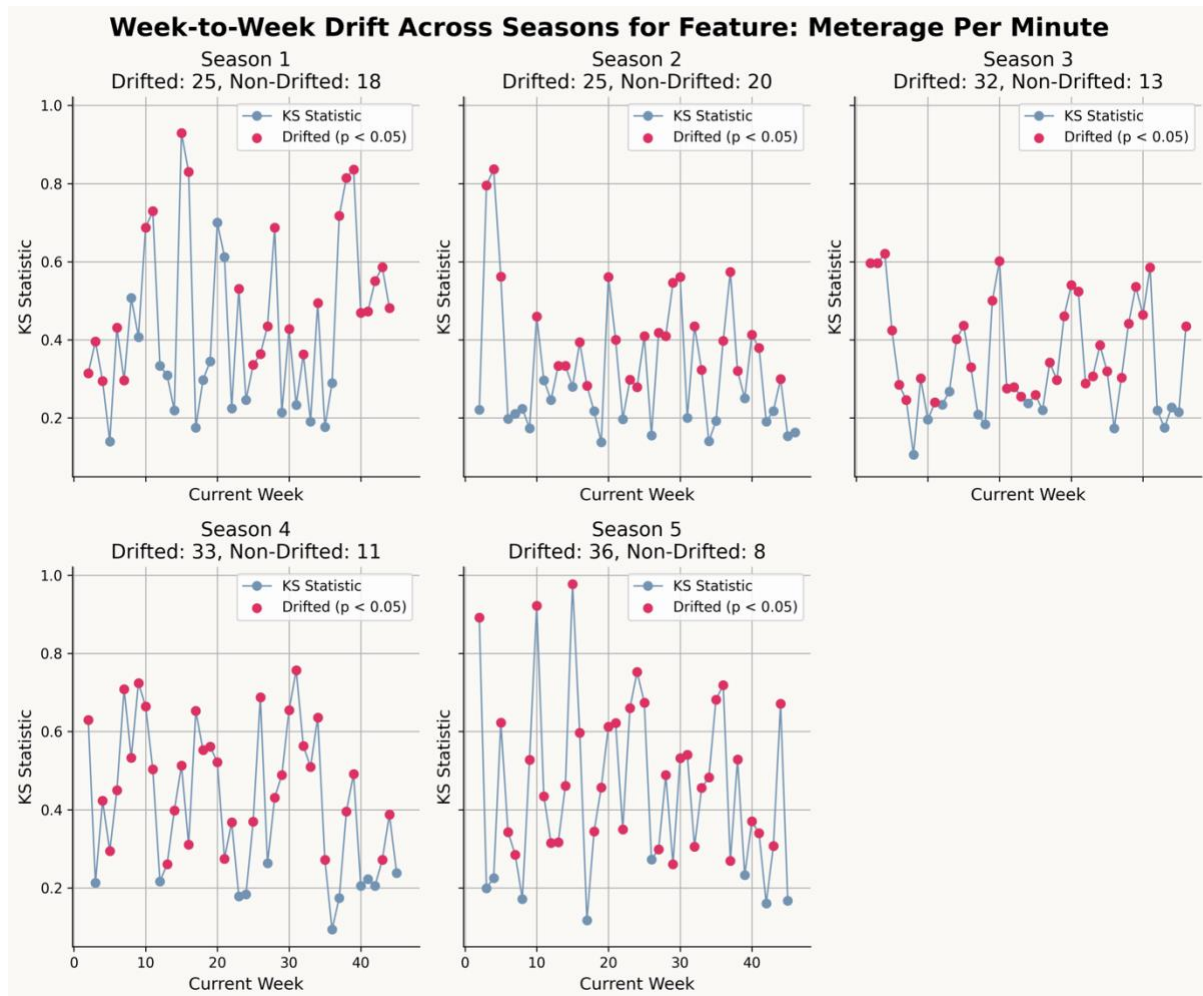 Week-to-Week Drift Across Seasons for Feature: Meterage Per Minute
Season 1
Drifted: 25, Non-Drifted: 18
KS Statistic
Drifted (p < 0.05)
1.0
0.8
0.6
0.4
0.2
KS Statistic
Current Week
Season 2
Drifted: 25, Non-Drifted: 20
KS Statistic
Drifted (p < 0.05)
KS Statistic
Current Week
Season 3
Drifted: 32, Non-Drifted: 13
KS Statistic
Drifted (p < 0.05)
KS Statistic
Current Week
Season 4
Drifted: 33, Non-Drifted: 11
KS Statistic
Drifted (p < 0.05)
1.0
0.8
0.6
0.4
0.2
KS Statistic
0 10 20 30 40
Current Week
Season 5
Drifted: 36, Non-Drifted: 8
KS Statistic
Drifted (p < 0.05)
KS Statistic
0 10 20 30 40
Current Week